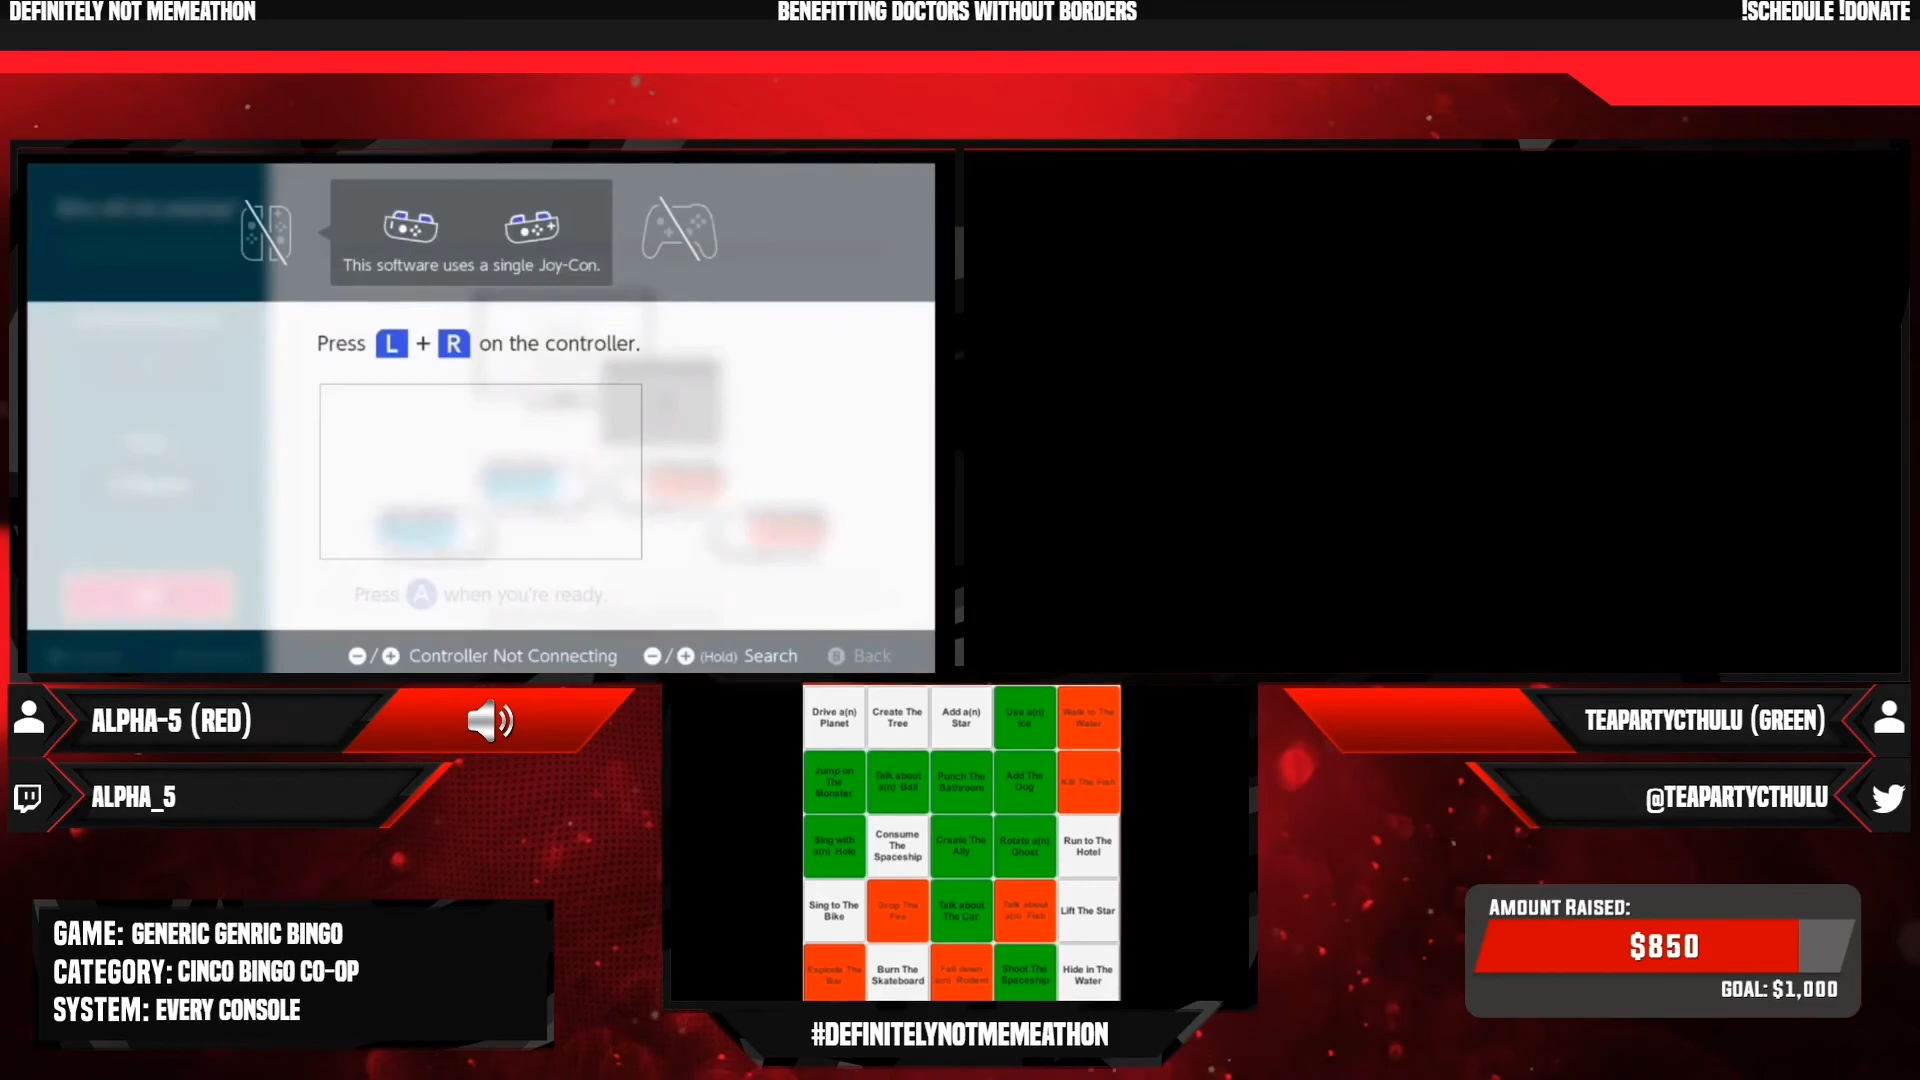 DEFINITELY NOT MEMEATHON
BENEFITTING DOCTORS WITHOUT BORDERS
!SCHEDULE !DONATE
This software uses a single Joy-Con.
Press L + R on the controller.
Press A when you're ready.
Controller Not Connecting
(Hold) Search
B Back
ALPHA-5 (RED)
ALPHA_5
TEAPARTYCTHULU (GREEN)
@TEAPARTYCTHULU
Drive a(n) Planet
Create The Tree
Add a(n) Star
Use a(n) Ice
Walk to The Water
Jump on The Monster
Talk about a(n) Ball
Punch The Bathroom
Add The Dog
Kill The Fish
Sing with a(n) Hole
Consume The Spaceship
Create The Ally
Rotate a(n) Ghost
Run to The Hotel
Sing to The Bike
Drop The Fire
Talk about The Car
Talk about a(n) Fish
Lift The Star
Explode The Bar
Burn The Skateboard
Fall down a(n) Rodent
Shoot The Spaceship
Hide in The Water
GAME: GENERIC GENRIC BINGO
CATEGORY: CINCO BINGO CO-OP
SYSTEM: EVERY CONSOLE
#DEFINITELYNOTMEMEATHON
AMOUNT RAISED:
$850
GOAL: $1,000